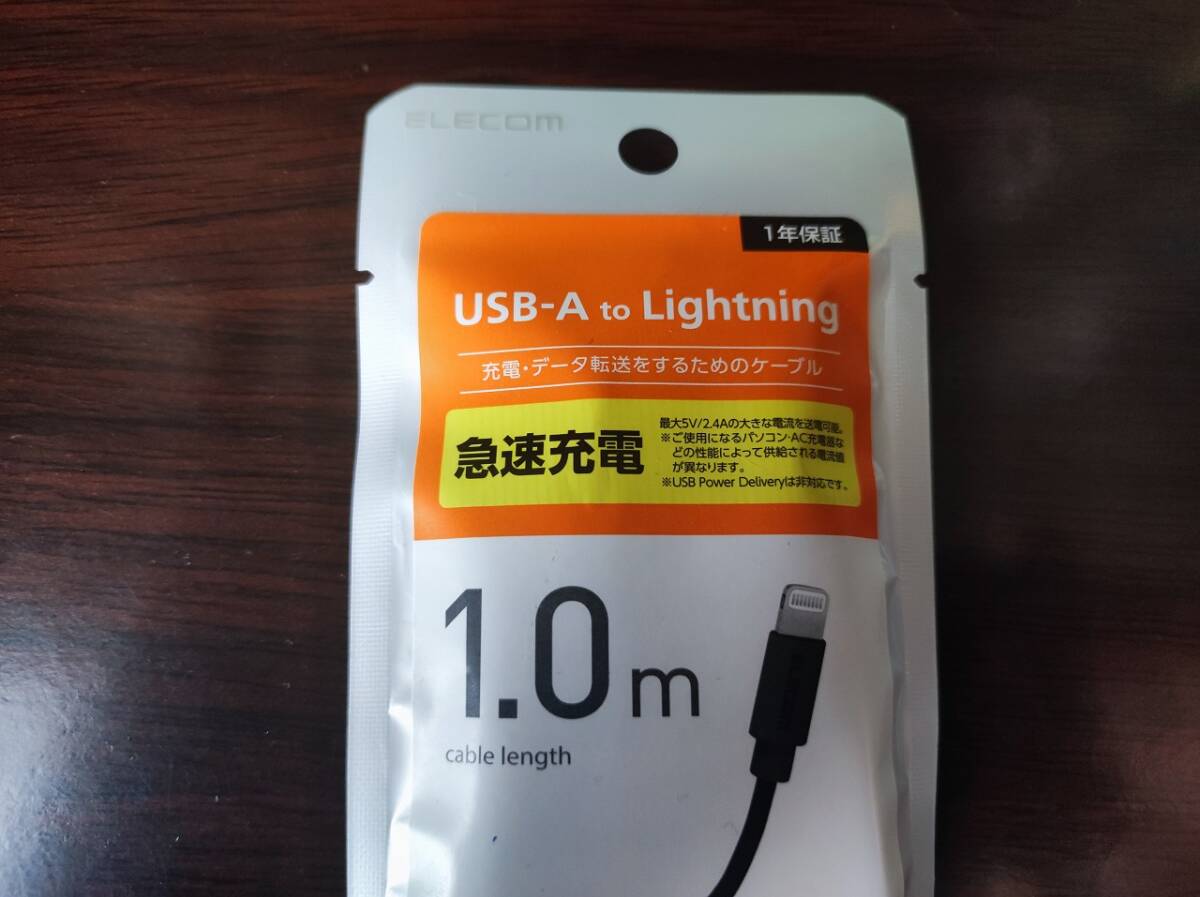 ELECOM
1年保証
USB-A to Lightning
充電・データ転送をするためのケーブル
急速充電
最大5V/2.4Aの大きな電流を送電可能。
※ご使用になるパソコン・AC充電器な
どの性能によって供給される電流値
が異なります。
※USB Power Deliveryは非対応です。
1.0m
cable length